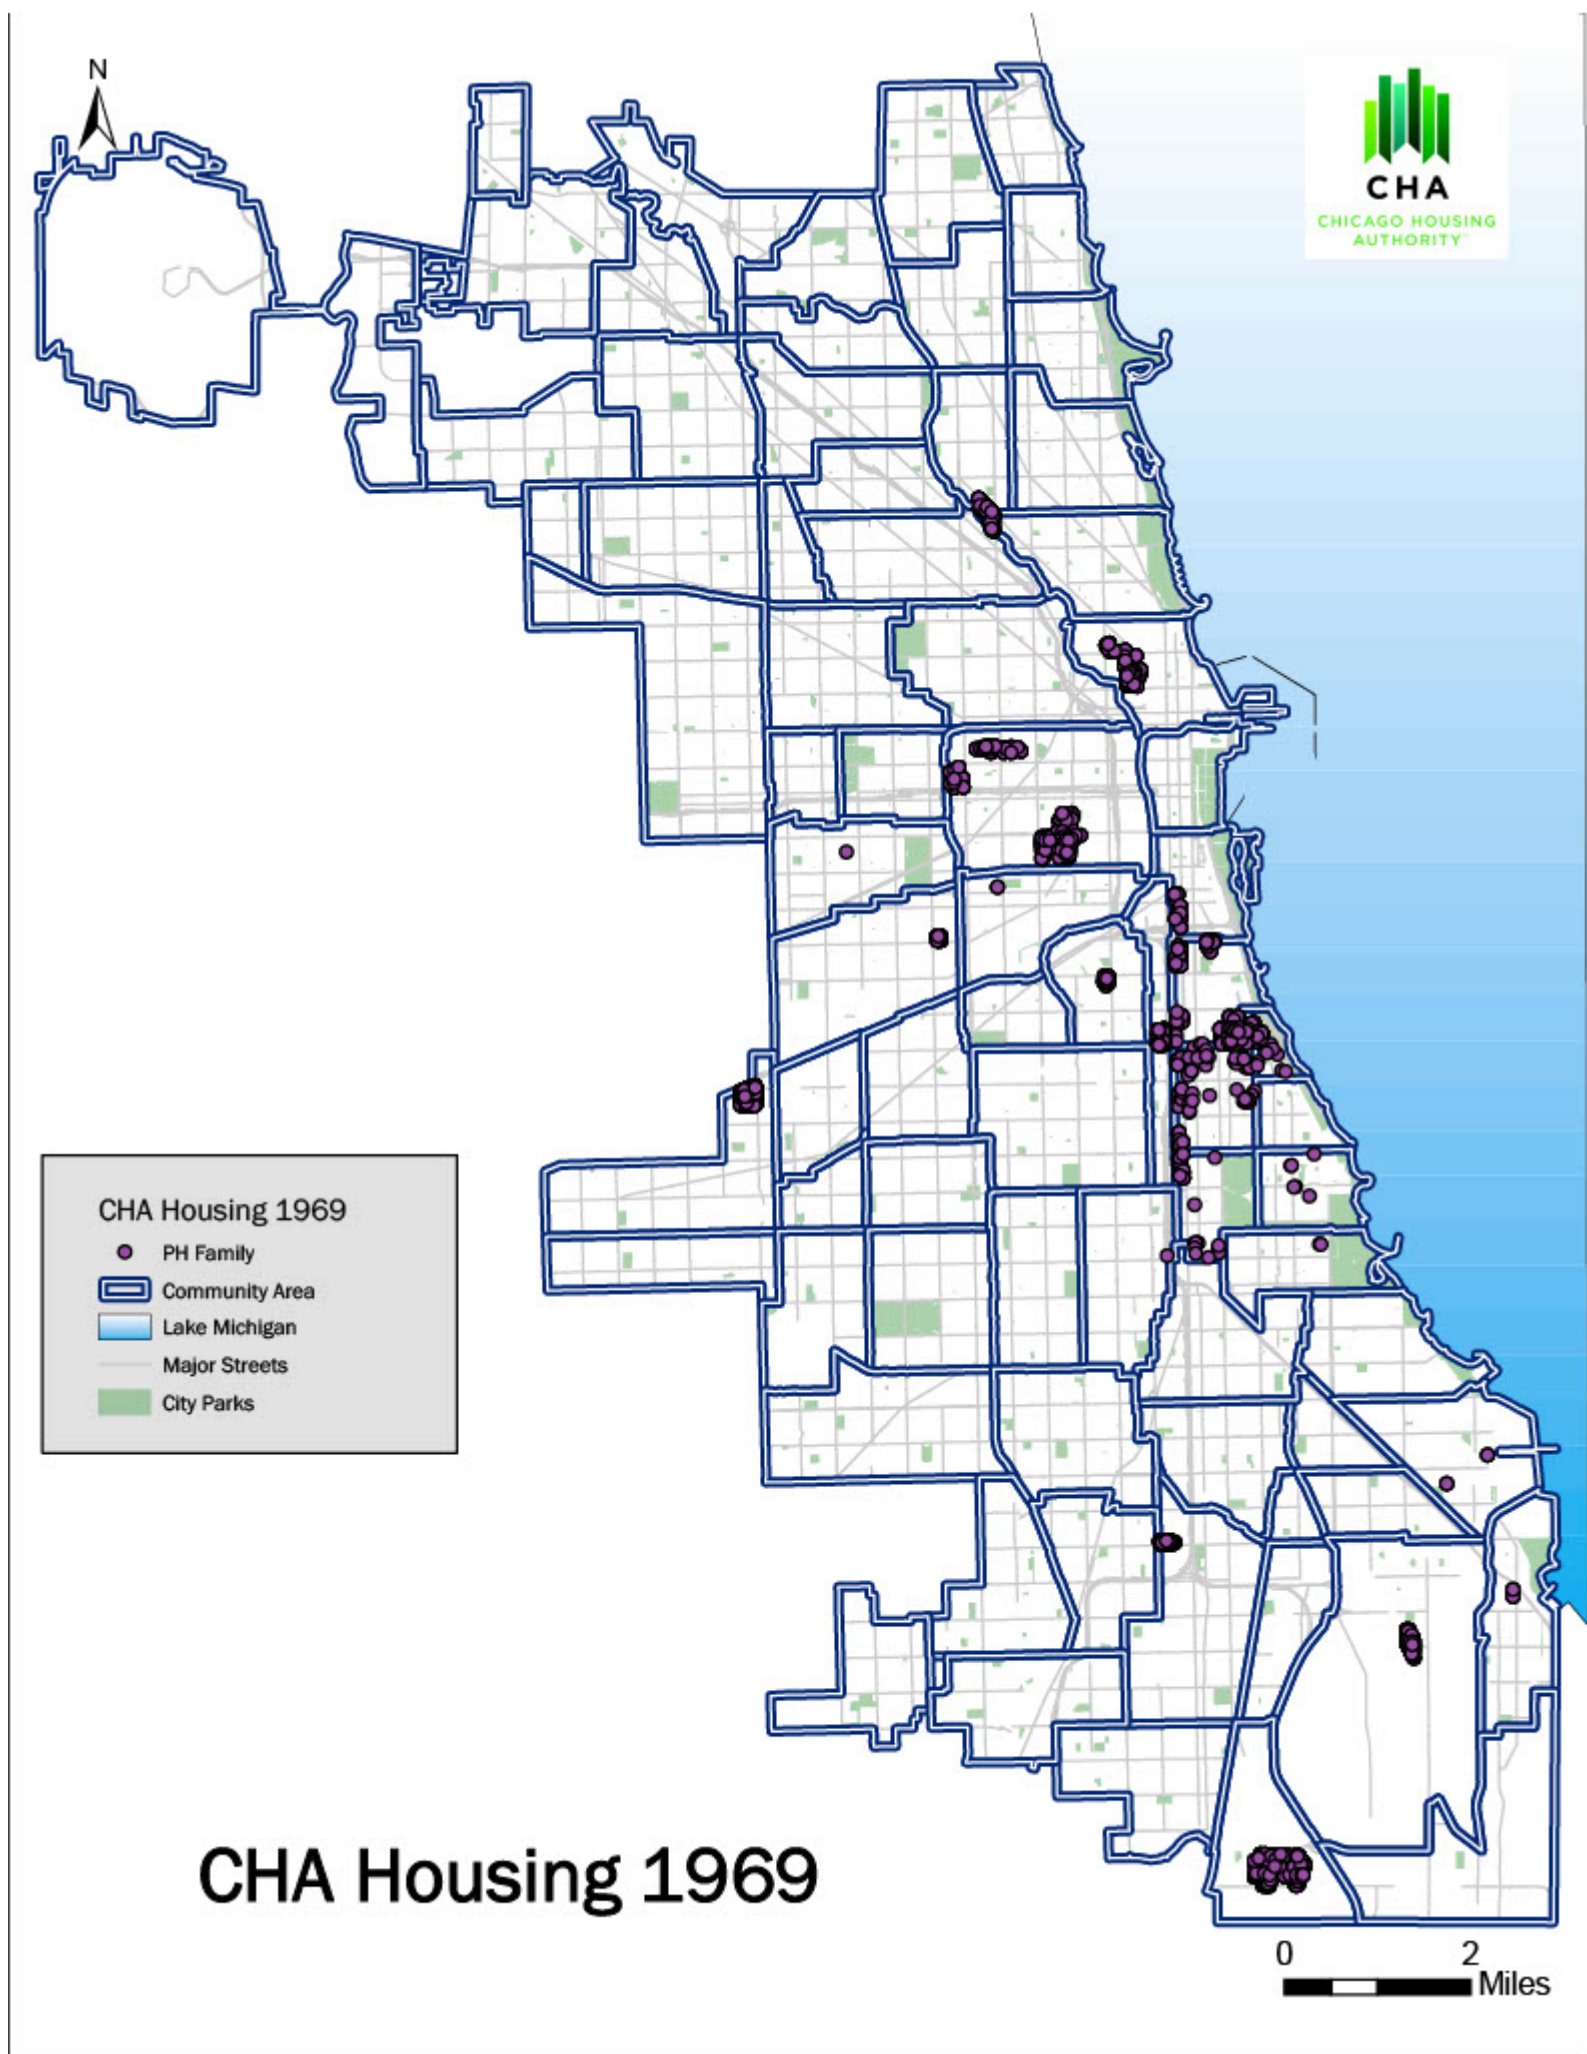 N
CHA
CHICAGO HOUSING
AUTHORITY
CHA Housing 1969
PH Family
Community Area
Lake Michigan
Major Streets
City Parks
CHA Housing 1969
0 2
Miles